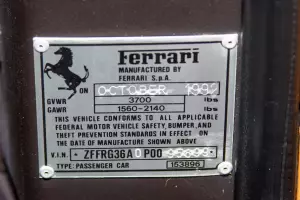 Ferrari
MANUFACTURED BY
FERRARI S.p.A.
ON OCTOBER 1992
GVWR 3700 lbs
GAWR 1560-2140 lbs
THIS VEHICLE CONFORMS TO ALL APPLICABLE
FEDERAL MOTOR VEHICLE SAFETY, BUMPER, AND
THEFT PREVENTION STANDARDS IN EFFECT ON
THE DATE OF MANUFACTURE SHOWN ABOVE.
V.I.N. ZFFRG36A0P00
TYPE: PASSENGER CAR 153896